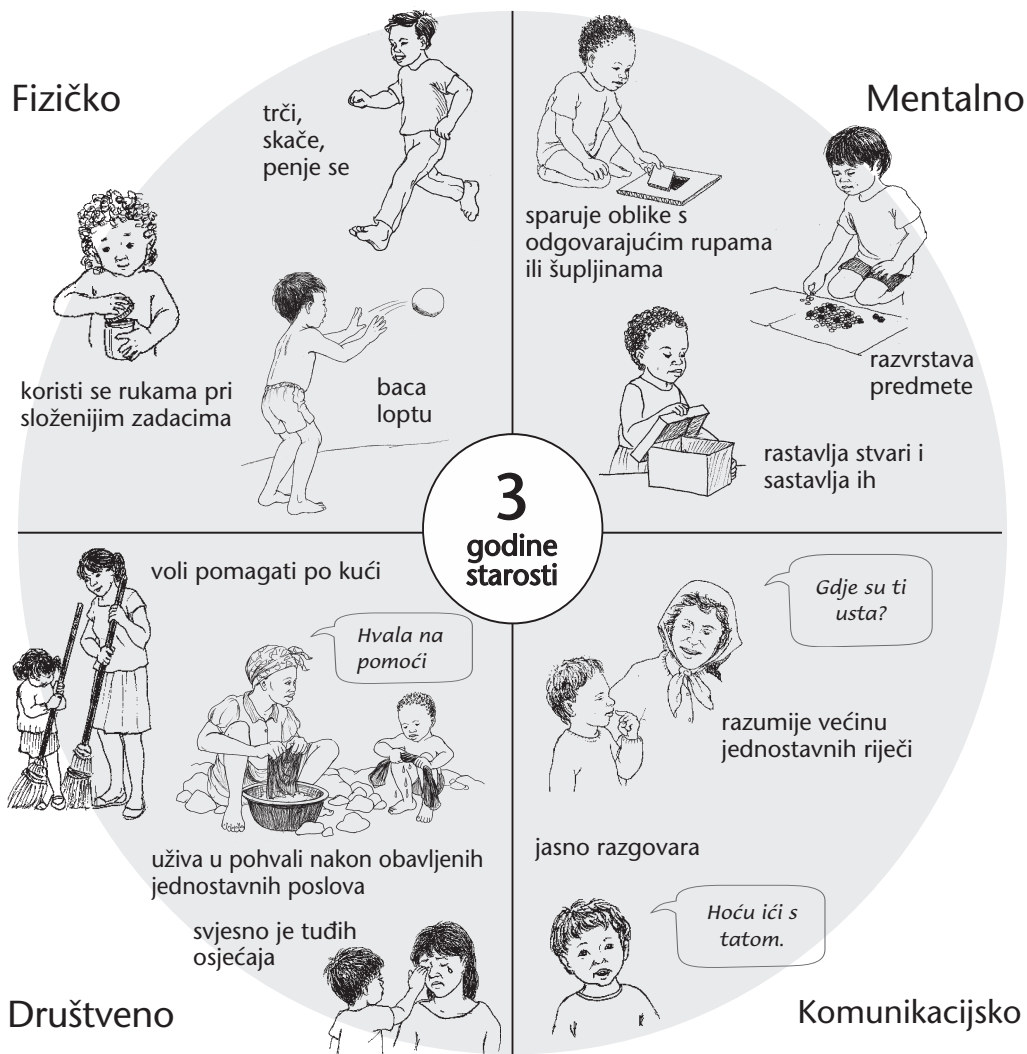 Fizičko
trči,
skače,
penje se
koristi se rukama pri
složenijim zadacima
baca
loptu
Mentalno
sparuje oblike s
odgovarajućim rupama
ili šupljinama
razvrstava
predmete
rastavlja stvari i
sastavlja ih
3
godine
starosti
voli pomagati po kući
Hvala na
pomoći
uživa u pohvali nakon obavljenih
jednostavnih poslova
svjesno je tuđih
osjećaja
Društveno
Gdje su ti
usta?
razumije većinu
jednostavnih riječi
jasno razgovara
Hoću ići s
tatom.
Komunikacijsko